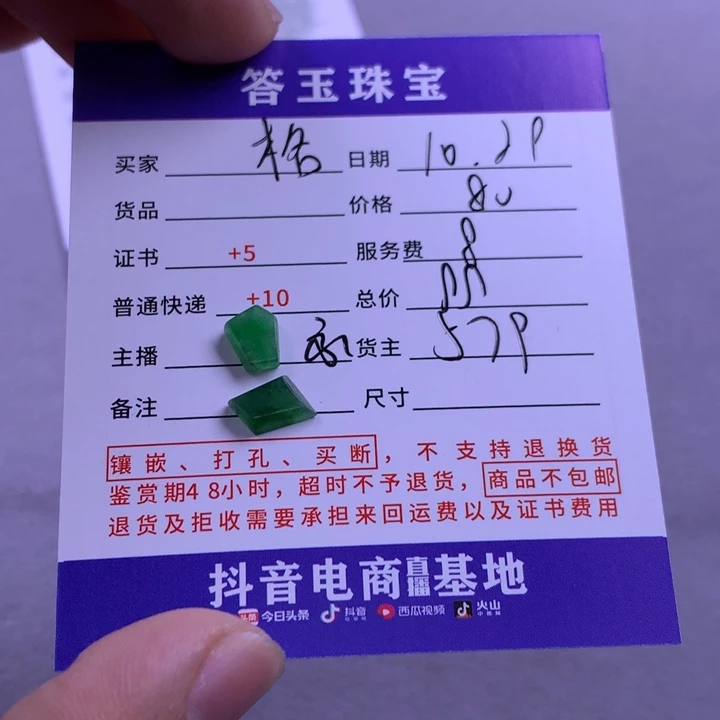 答玉珠宝
买家 格 日期 10.29
货品 价格 80
证书 +5 服务费 8
普通快递 +10 总价
主播 货主 579
备注 尺寸
镶嵌、打孔、买断，不支持退换货
鉴赏期48小时，超时不予退货，商品不包邮
退货及拒收需要承担来回运费以及证书费用
抖音电商直播基地
头条 今日头条 抖音 西瓜视频 火山